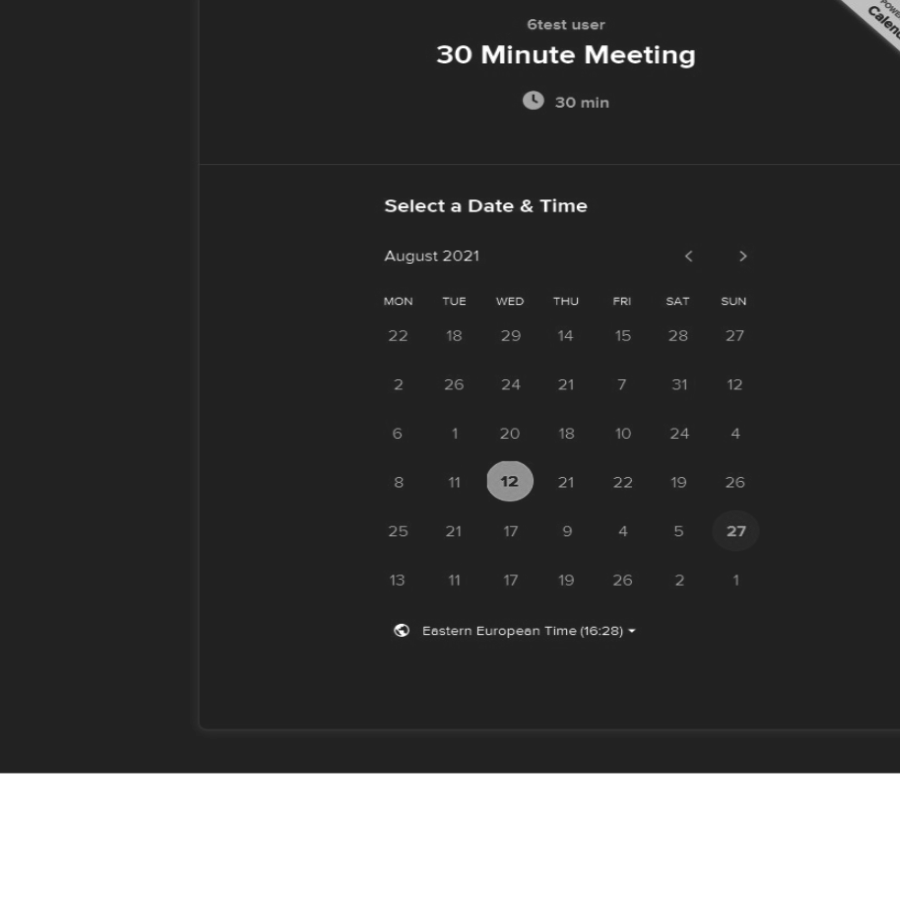 6test user
30 Minute Meeting
30 min
Select a Date & Time
August 2021
MON TUE WED THU FRI SAT SUN
22 18 29 14 15 28 27
2 26 24 21 7 31 12
6 1 20 18 10 24 4
8 11 12 21 22 19 26
25 21 17 9 4 5 27
13 11 17 19 26 2 1
Eastern European Time (16:28)